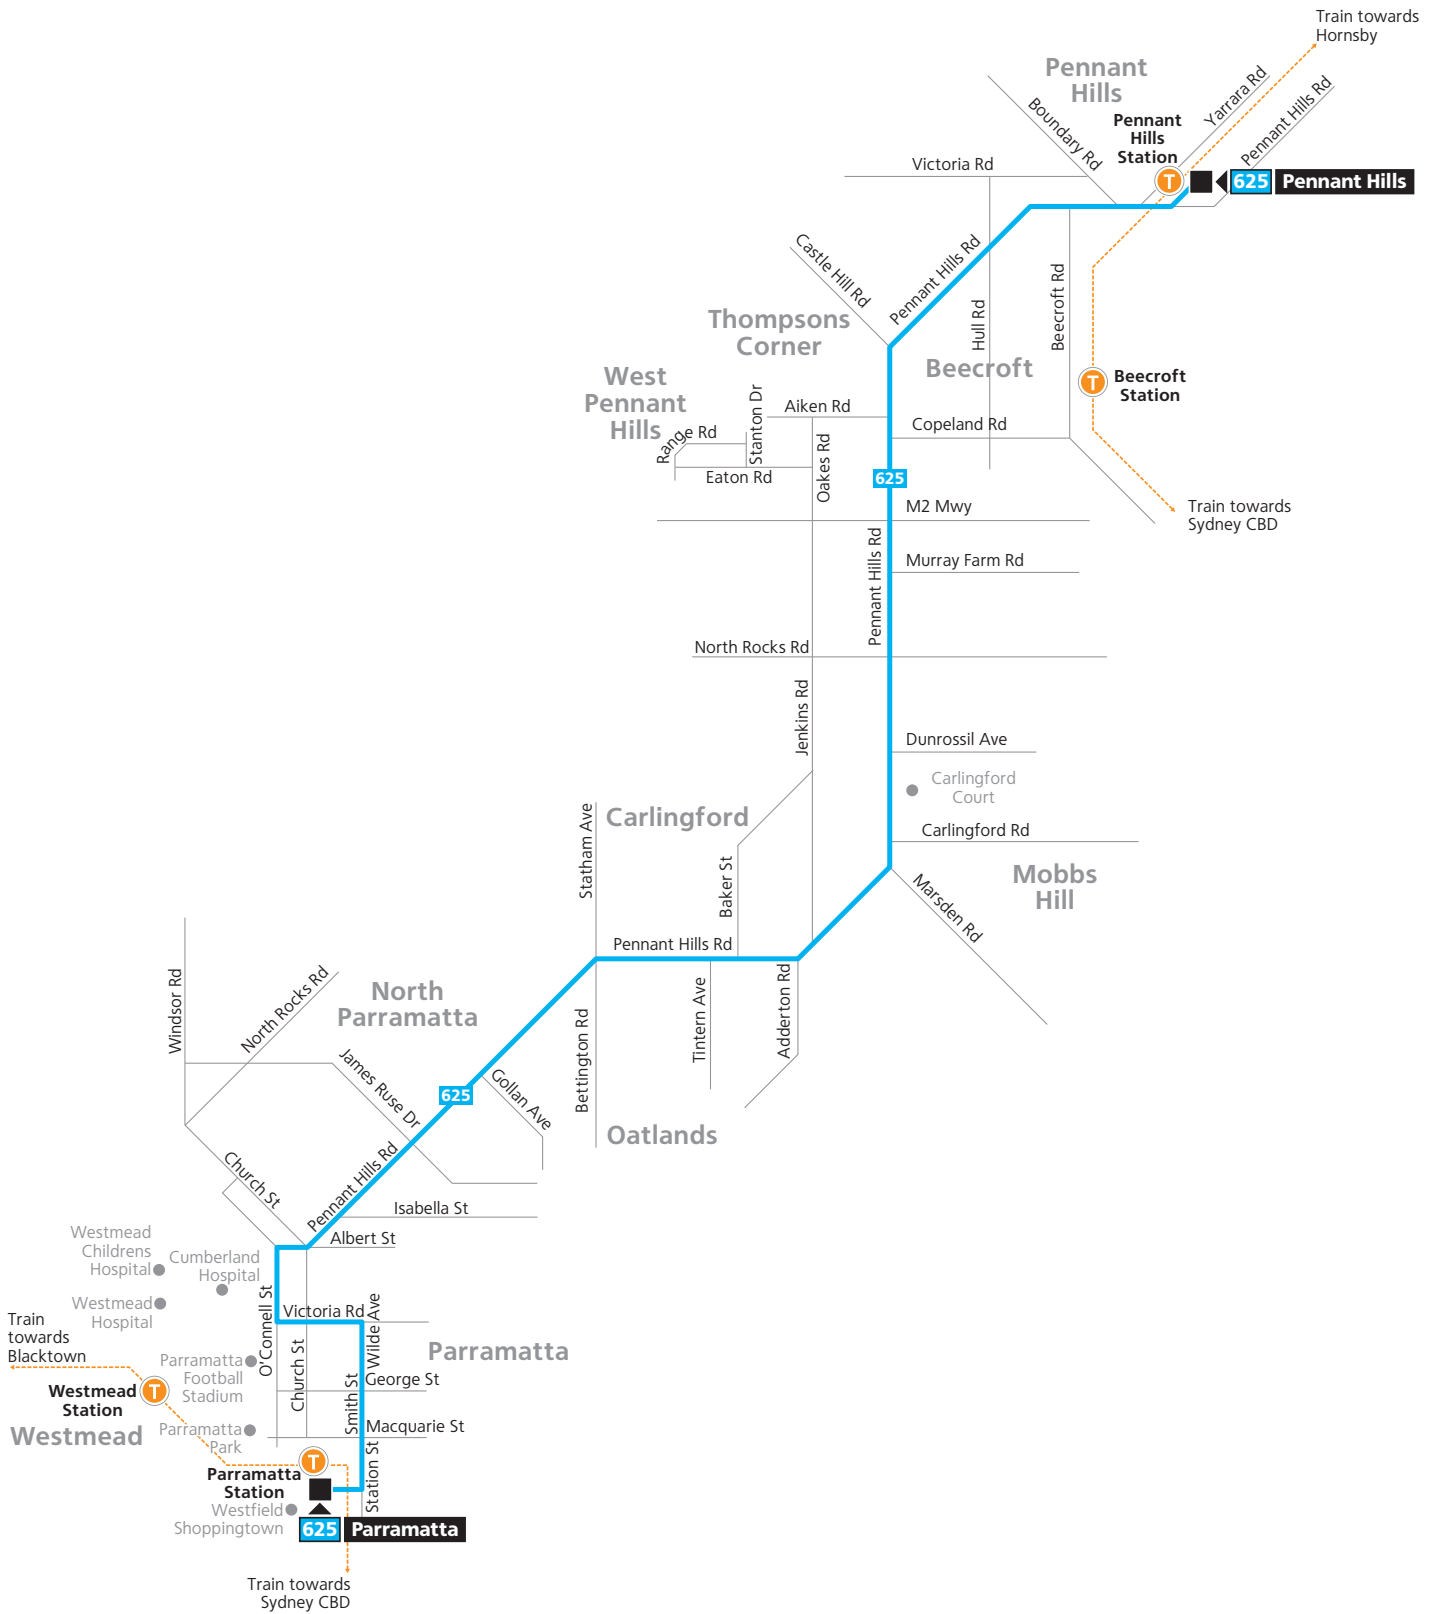 Train towards
Hornsby
Pennant
Hills
Yarrara Rd
Pennant Hills Rd
Boundary Rd
Pennant
Hills
Station
Victoria Rd
T
625
Pennant Hills
Castle Hill Rd
Pennant Hills Rd
Hull Rd
Beecroft Rd
Thompsons
Corner
Beecroft
T
Beecroft
Station
West
Pennant
Hills
Stanton Dr
Aiken Rd
Copeland Rd
Range Rd
Oakes Rd
Eaton Rd
625
M2 Mwy
Train towards
Sydney CBD
Pennant Hills Rd
Murray Farm Rd
North Rocks Rd
Jenkins Rd
Dunrossil Ave
Carlingford
Court
Statham Ave
Carlingford
Carlingford Rd
Baker St
Mobbs
Hill
Marsden Rd
Pennant Hills Rd
Windsor Rd
North Rocks Rd
North
Parramatta
Bettington Rd
Tintern Ave
Adderton Rd
James Ruse Dr
625
Gollan Ave
Oatlands
Church St
Pennant Hills Rd
Isabella St
Westmead
Childrens
Hospital
Cumberland
Hospital
Albert St
Westmead
Hospital
O'Connell St
Victoria Rd
Wilde Ave
Train
towards
Blacktown
Parramatta
Parramatta
Football
Stadium
Church St
George St
Westmead
Station
T
Smith St
Westmead
Parramatta
Park
Macquarie St
T
Parramatta
Station
Station St
Westfield
Shoppingtown
625
Parramatta
Train towards
Sydney CBD